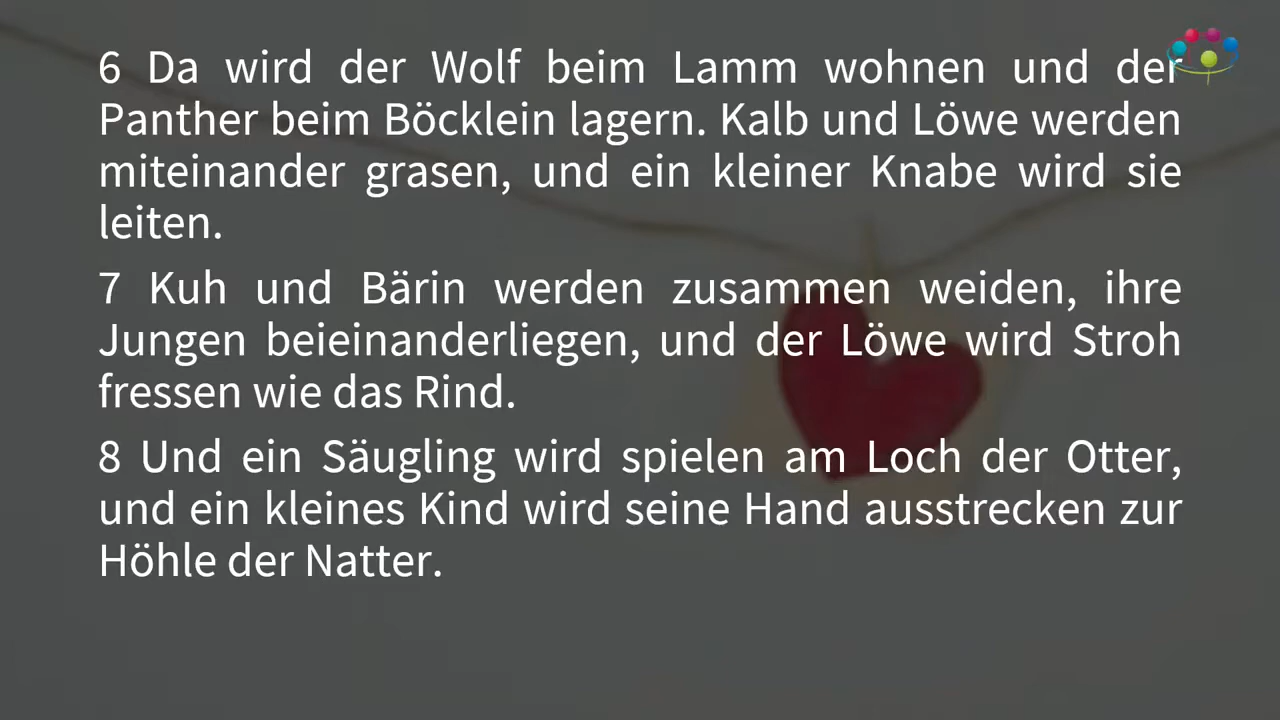 6 Da wird der Wolf beim Lamm wohnen und der
Panther beim Böcklein lagern. Kalb und Löwe werden
miteinander grasen, und ein kleiner Knabe wird sie
leiten.
7 Kuh und Bärin werden zusammen weiden, ihre
Jungen beieinanderliegen, und der Löwe wird Stroh
fressen wie das Rind.
8 Und ein Säugling wird spielen am Loch der Otter,
und ein kleines Kind wird seine Hand ausstrecken zur
Höhle der Natter.